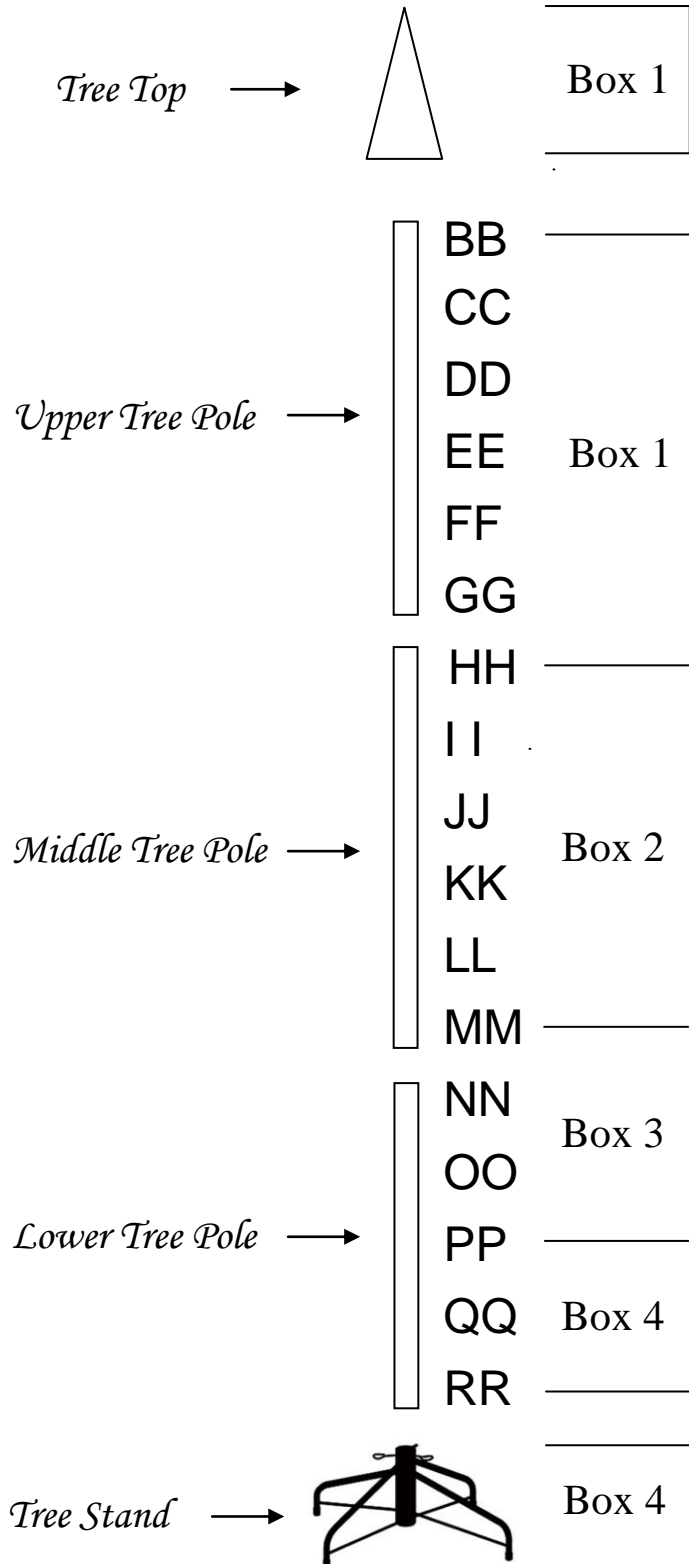 Tree Top
Box 1
BB
CC
DD
Upper Tree Pole
EE
Box 1
FF
GG
HH
I I
JJ
Middle Tree Pole
Box 2
KK
LL
MM
NN
Box 3
OO
Lower Tree Pole
PP
QQ
Box 4
RR
Tree Stand
Box 4